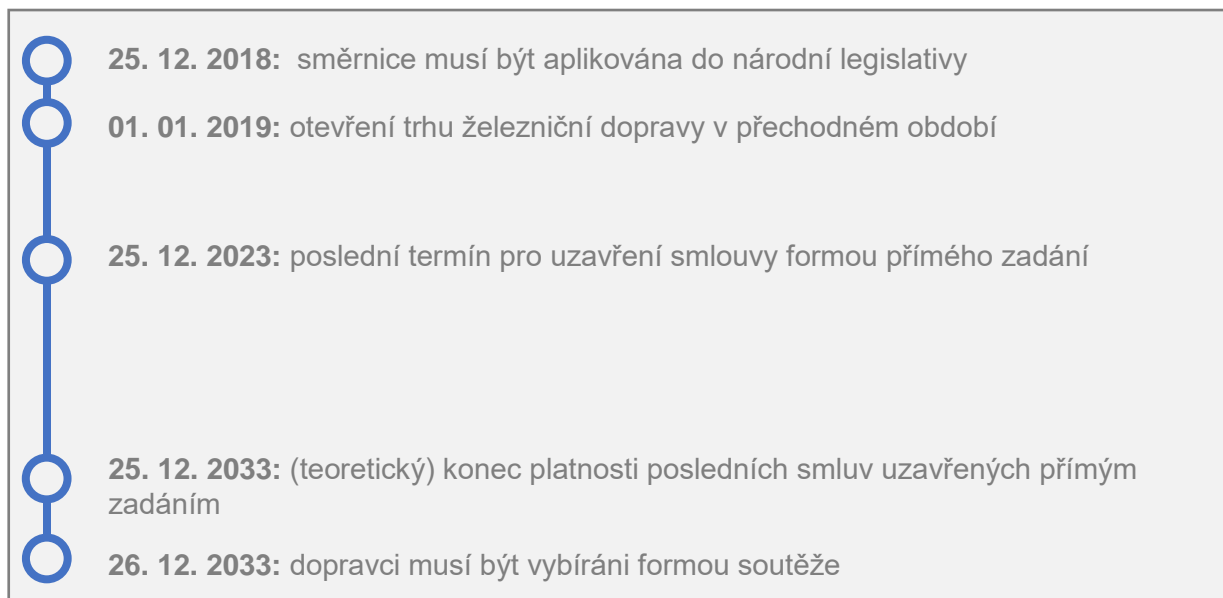 25. 12. 2018: směrnice musí být aplikována do národní legislativy
01. 01. 2019: otevření trhu železniční dopravy v přechodném období
25. 12. 2023: poslední termín pro uzavření smlouvy formou přímého zadání
25. 12. 2033: (teoretický) konec platnosti posledních smluv uzavřených přímým
zadáním
26. 12. 2033: dopravci musí být vybíráni formou soutěže